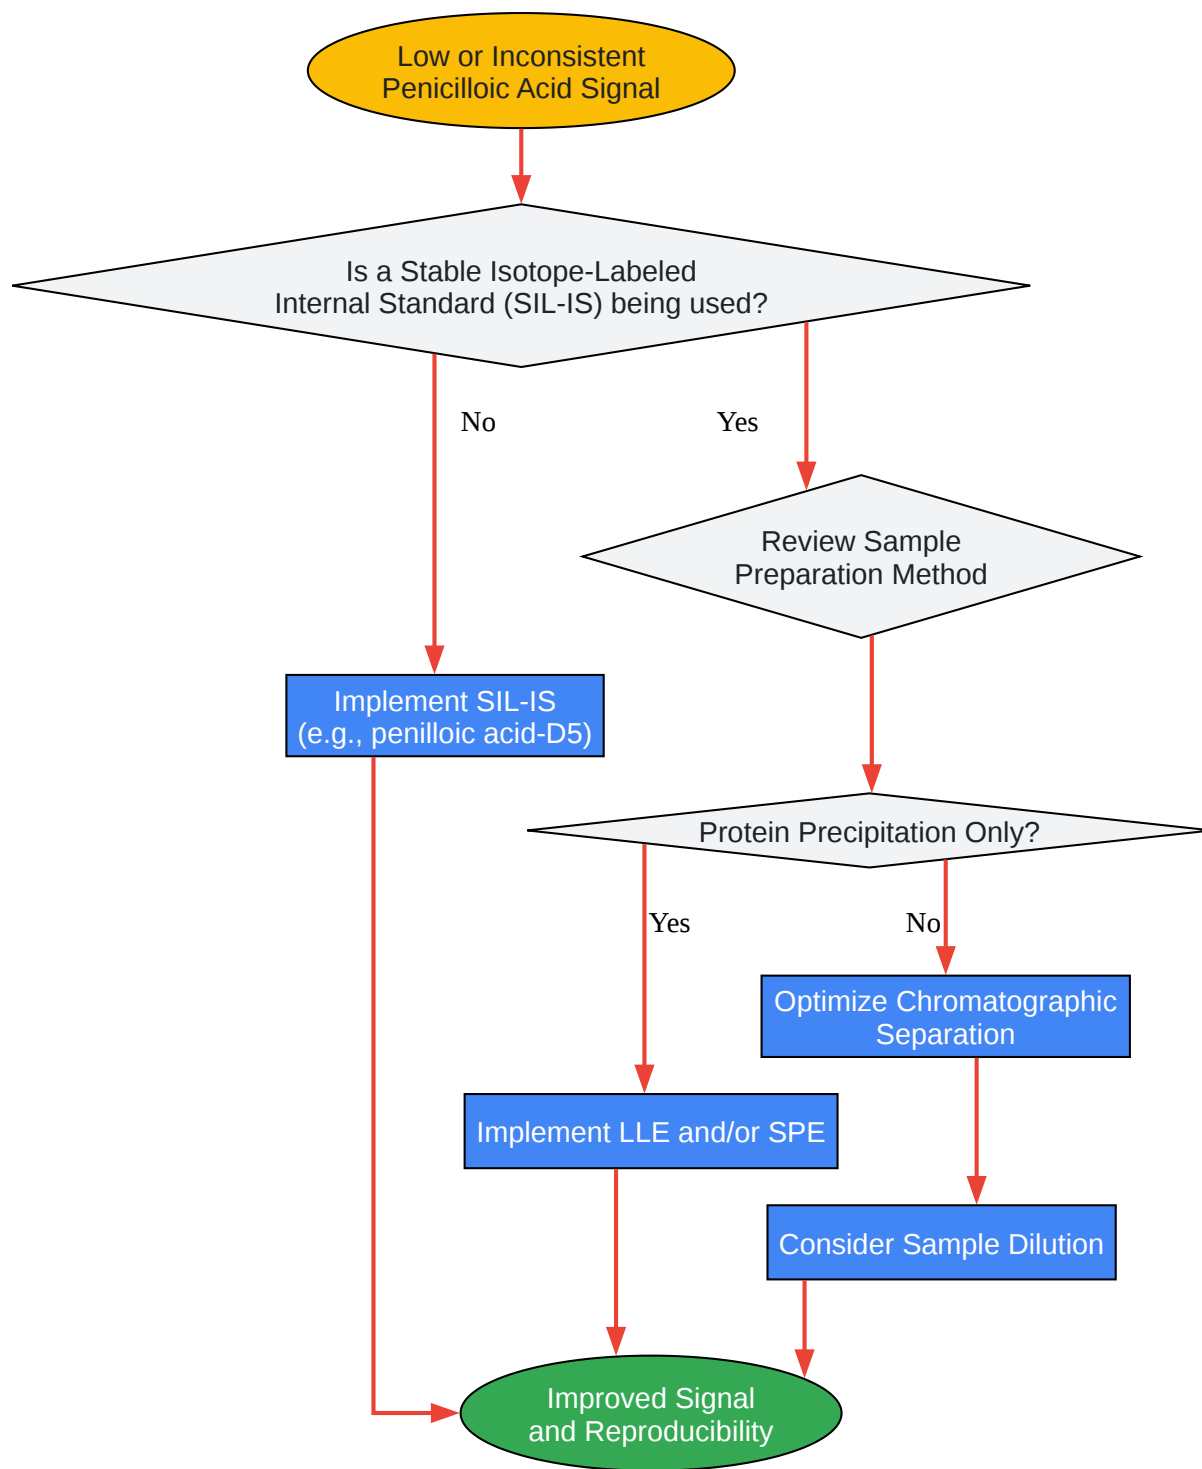 Low or Inconsistent
Penicilloic Acid Signal
Is a Stable Isotope-Labeled
Internal Standard (SIL-IS) being used?
No
Yes
Review Sample
Preparation Method
Implement SIL-IS
(e.g., penilloic acid-D5)
Protein Precipitation Only?
Yes
No
Optimize Chromatographic
Separation
Implement LLE and/or SPE
Consider Sample Dilution
Improved Signal
and Reproducibility